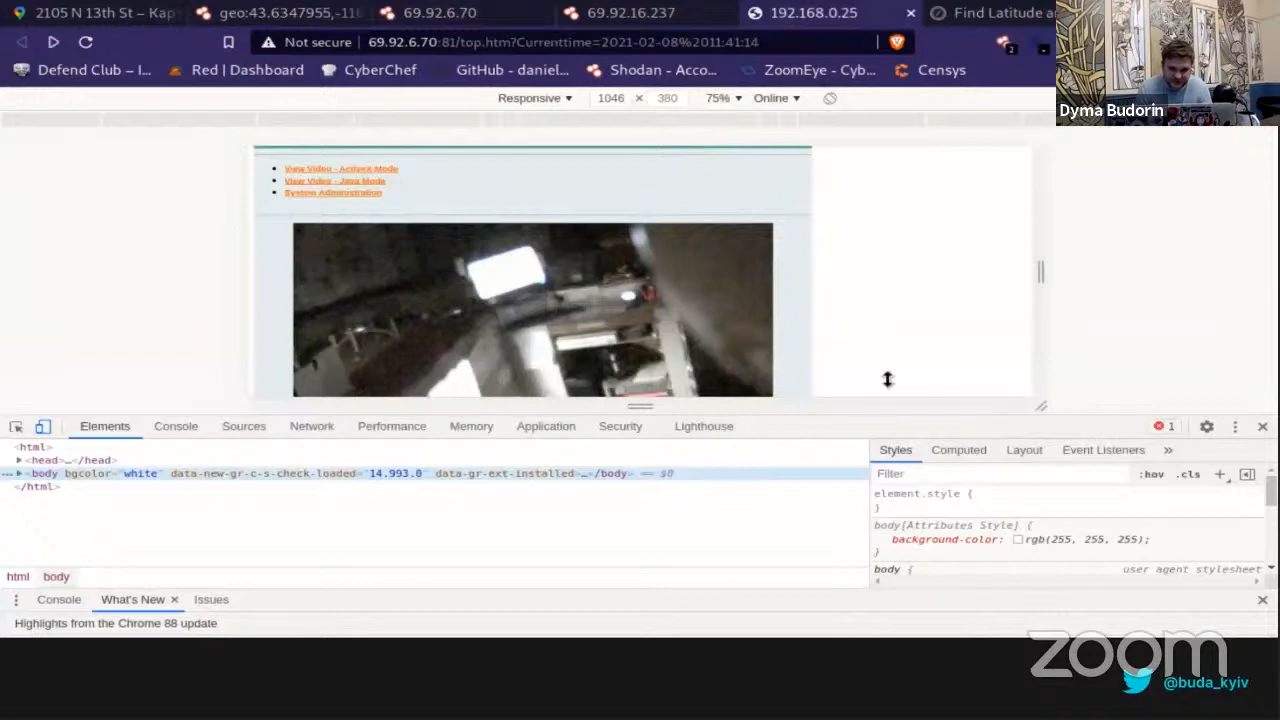 2105 N 13th St – Кар
geo:43.6347955,-116
69.92.6.70
69.92.16.237
192.168.0.25
Find Latitude a
Not secure
69.92.6.70:81/top.htm?Currenttime=2021-02-08%2011:41:14
2
Defend Club – I...
Red | Dashboard
CyberChef
GitHub - daniel...
Shodan - Acco...
ZoomEye - Cyb...
Censys
Dyma Budorin
Responsive
1046 × 380
75%
Online
View Video - ActiveX Mode
View Video - Java Mode
System Administration
Elements
Console
Sources
Network
Performance
Memory
Application
Security
Lighthouse
1
<html>
<head>…</head>
<body bgcolor="white" data-new-gr-c-s-check-loaded="14.993.0" data-gr-ext-installed>…</body> == $0
</html>
Styles
Computed
Layout
Event Listeners
»
Filter
:hov
.cls
+
element.style {
}
body[Attributes Style] {
background-color: rgb(255, 255, 255);
}
body {
user agent stylesheet
html
body
Console
What's New
Issues
Highlights from the Chrome 88 update
zoom
@buda_kyiv